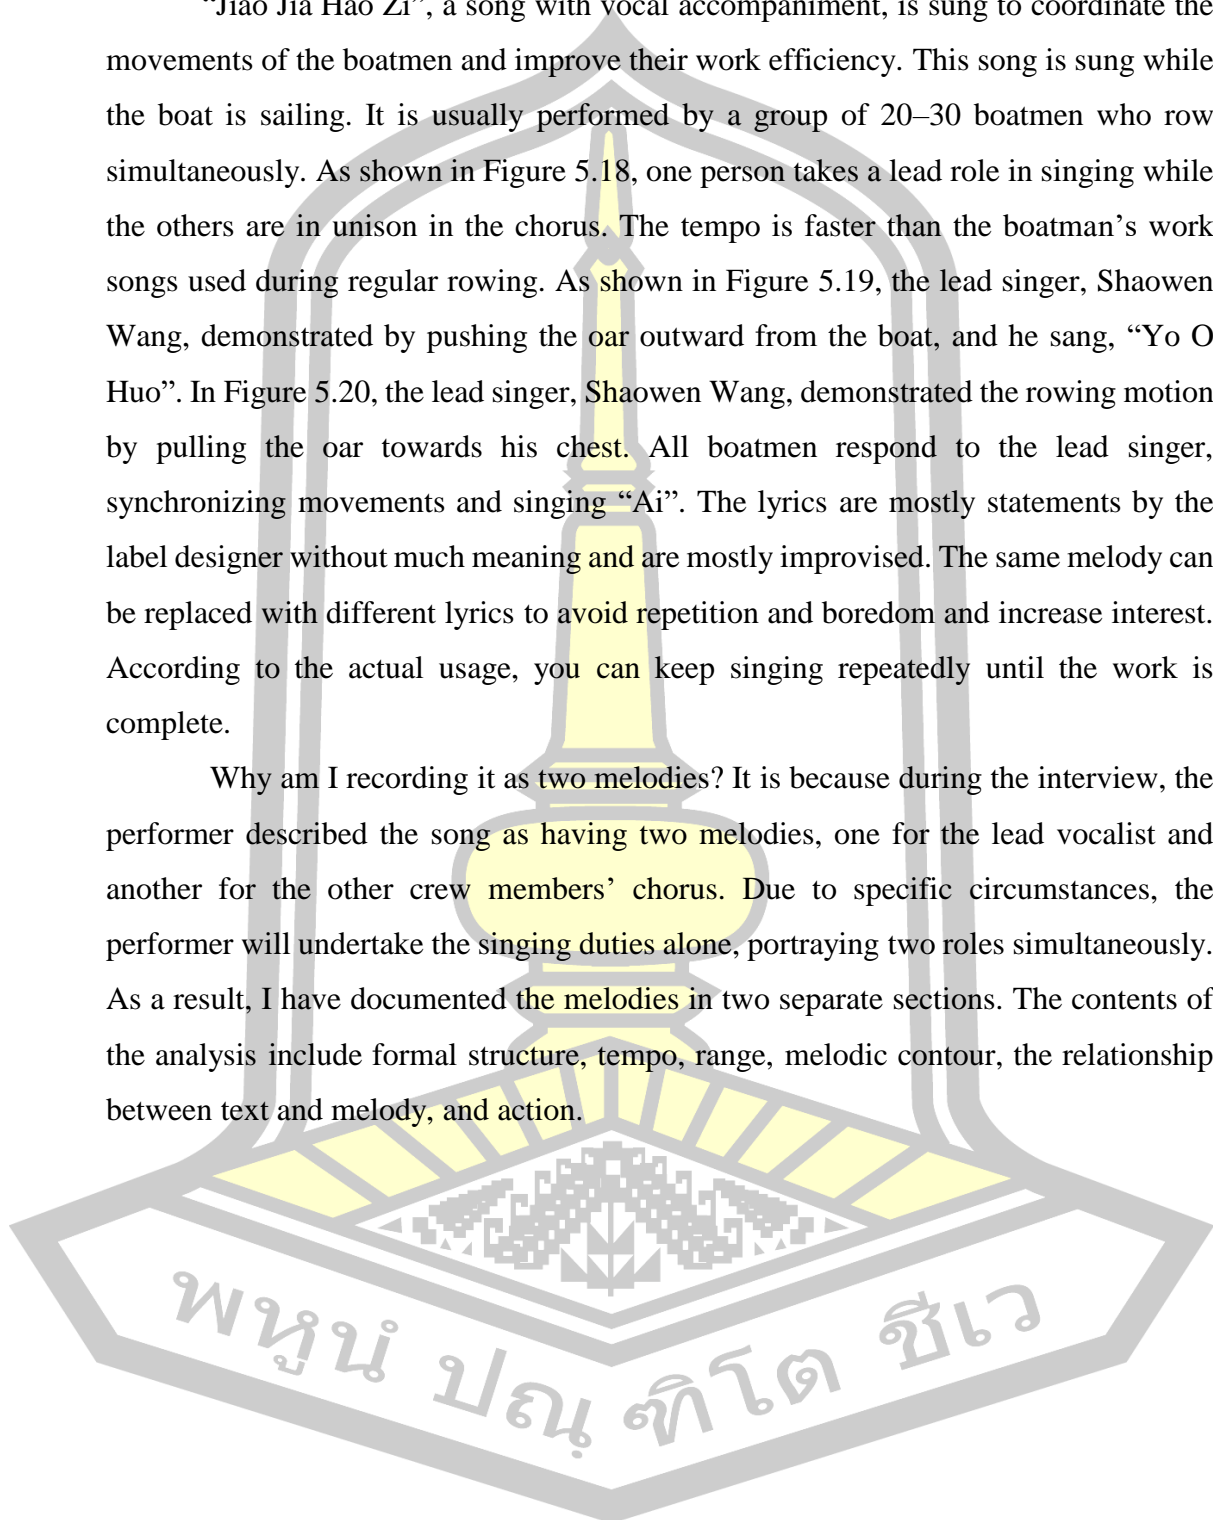 “Jiao Jia Hao Zi”, a song with vocal accompaniment, is sung to coordinate the
movements of the boatmen and improve their work efficiency. This song is sung while
the boat is sailing. It is usually performed by a group of 20–30 boatmen who row
simultaneously. As shown in Figure 5.18, one person takes a lead role in singing while
the others are in unison in the chorus. The tempo is faster than the boatman’s work
songs used during regular rowing. As shown in Figure 5.19, the lead singer, Shaowen
Wang, demonstrated by pushing the oar outward from the boat, and he sang, “Yo O
Huo”. In Figure 5.20, the lead singer, Shaowen Wang, demonstrated the rowing motion
by pulling the oar towards his chest. All boatmen respond to the lead singer,
synchronizing movements and singing “Ai”. The lyrics are mostly statements by the
label designer without much meaning and are mostly improvised. The same melody can
be replaced with different lyrics to avoid repetition and boredom and increase interest.
According to the actual usage, you can keep singing repeatedly until the work is
complete.
Why am I recording it as two melodies? It is because during the interview, the
performer described the song as having two melodies, one for the lead vocalist and
another for the other crew members’ chorus. Due to specific circumstances, the
performer will undertake the singing duties alone, portraying two roles simultaneously.
As a result, I have documented the melodies in two separate sections. The contents of
the analysis include formal structure, tempo, range, melodic contour, the relationship
between text and melody, and action.
พหูนํ ปณฺฑิโต ชีเว